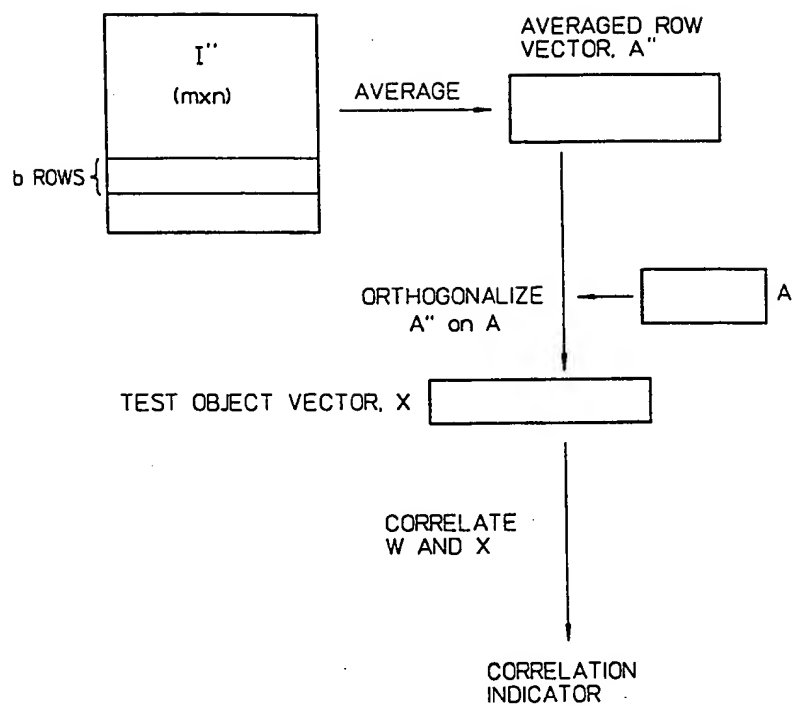 I''
(mxn)
b ROWS
AVERAGE
AVERAGED ROW
VECTOR, A''
ORTHOGONALIZE
A'' on A
A
TEST OBJECT VECTOR, X
CORRELATE
W AND X
CORRELATION
INDICATOR